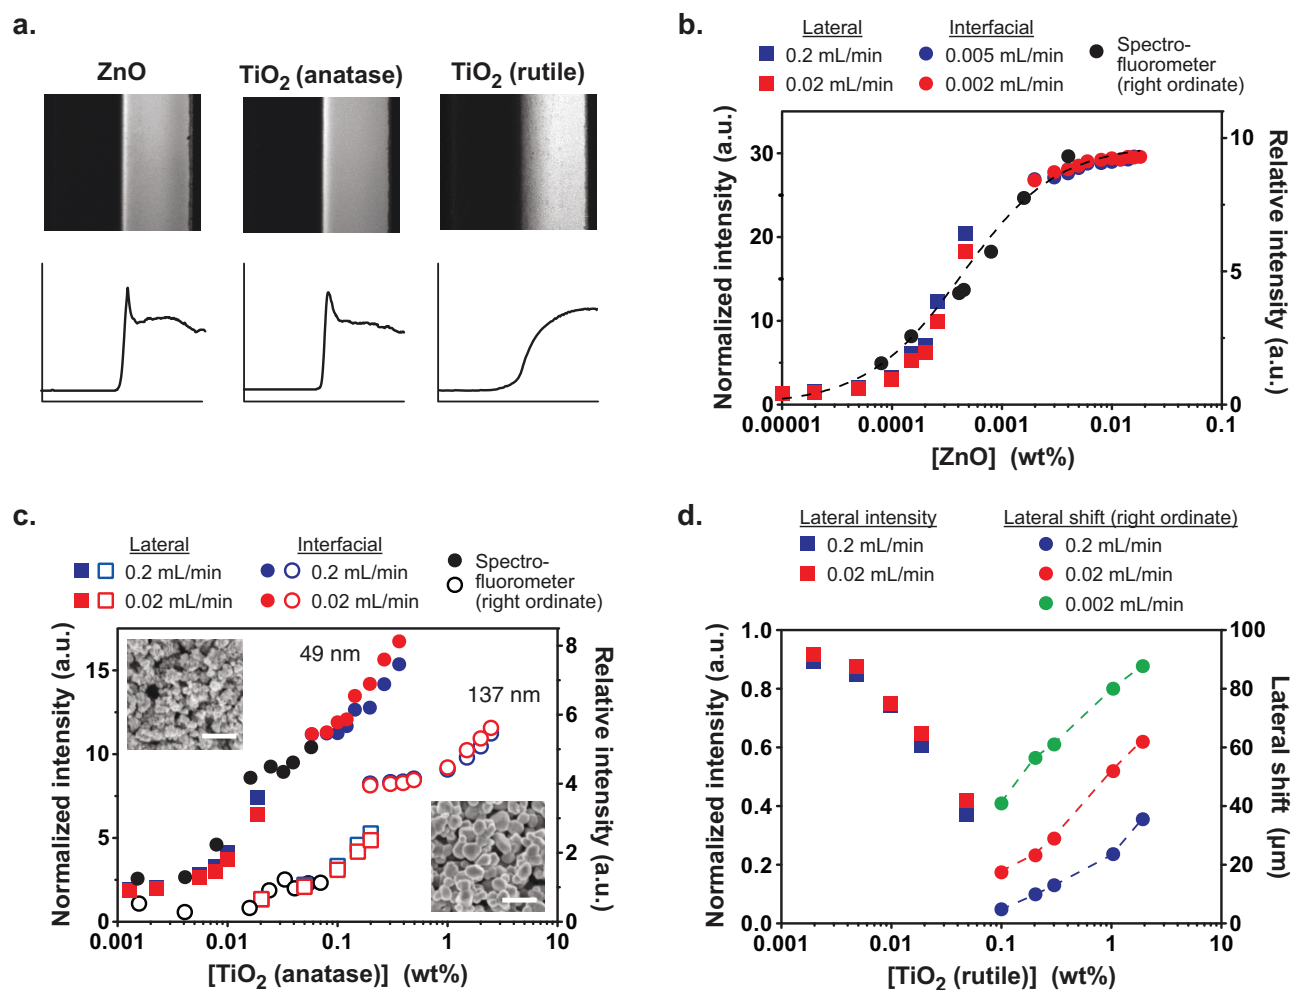 a.
ZnO
TiO2 (anatase)
TiO2 (rutile)
b.
Lateral
0.2 mL/min
0.02 mL/min
Interfacial
0.005 mL/min
0.002 mL/min
Spectro-
fluorometer
(right ordinate)
Normalized intensity (a.u.)
30
20
10
0
Relative intensity (a.u.)
10
5
0
0.00001
0.0001
0.001
0.01
0.1
[ZnO] (wt%)
c.
Lateral
0.2 mL/min
0.02 mL/min
Interfacial
0.2 mL/min
0.02 mL/min
Spectro-
fluorometer
(right ordinate)
Normalized intensity (a.u.)
15
10
5
0
49 nm
137 nm
Relative intensity (a.u.)
8
6
4
2
0
0.001
0.01
0.1
1
10
[TiO2 (anatase)] (wt%)
d.
Lateral intensity
0.2 mL/min
0.02 mL/min
Lateral shift (right ordinate)
0.2 mL/min
0.02 mL/min
0.002 mL/min
Normalized intensity (a.u.)
1.0
0.8
0.6
0.4
0.2
0.0
Lateral shift (µm)
100
80
60
40
20
0
0.001
0.01
0.1
1
10
[TiO2 (rutile)] (wt%)